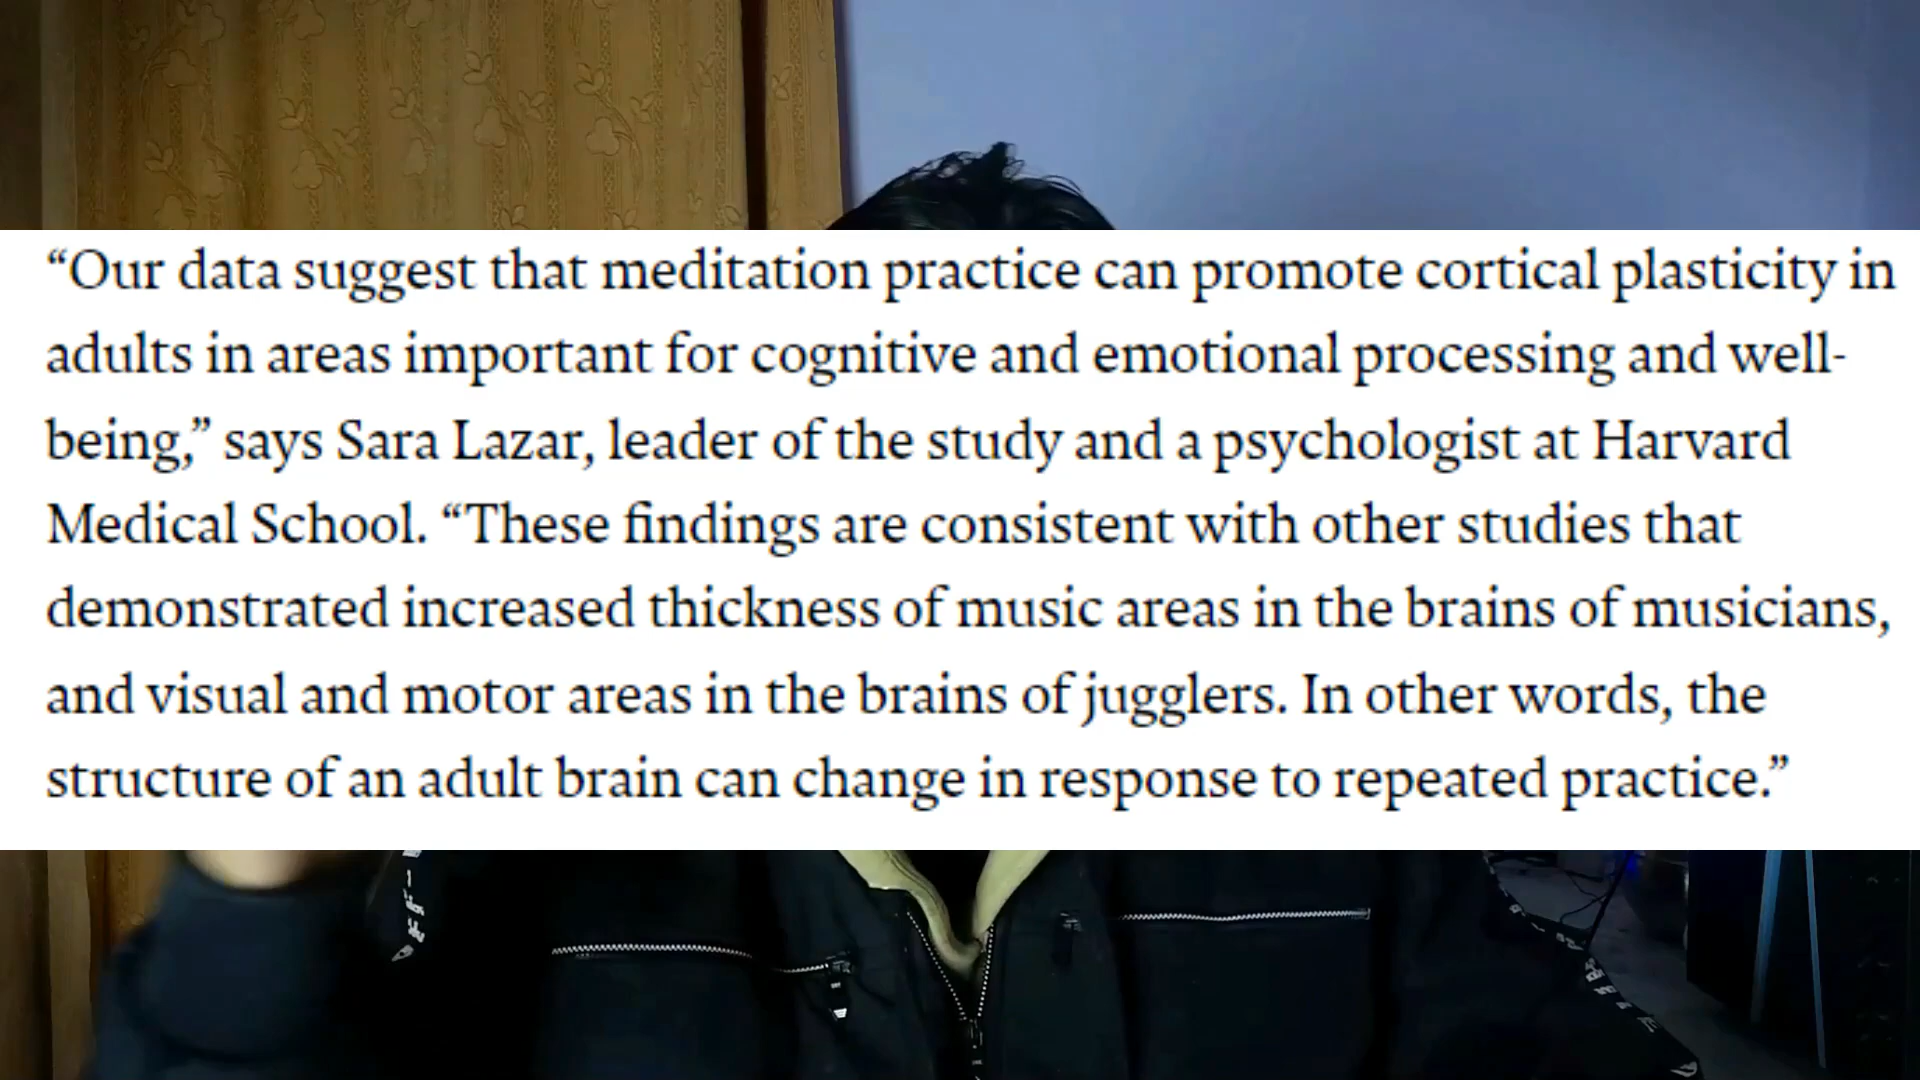 “Our data suggest that meditation practice can promote cortical plasticity in
adults in areas important for cognitive and emotional processing and well-
being,” says Sara Lazar, leader of the study and a psychologist at Harvard
Medical School. “These findings are consistent with other studies that
demonstrated increased thickness of music areas in the brains of musicians,
and visual and motor areas in the brains of jugglers. In other words, the
structure of an adult brain can change in response to repeated practice.”